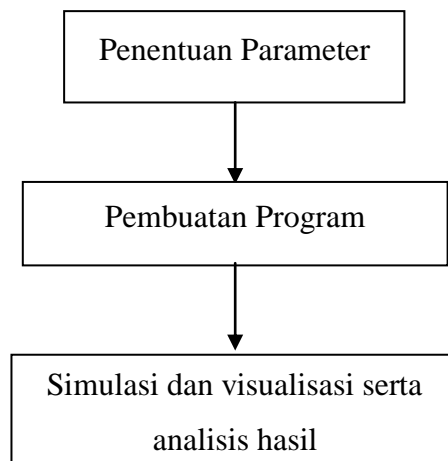 Penentuan Parameter
Pembuatan Program
Simulasi dan visualisasi serta
analisis hasil